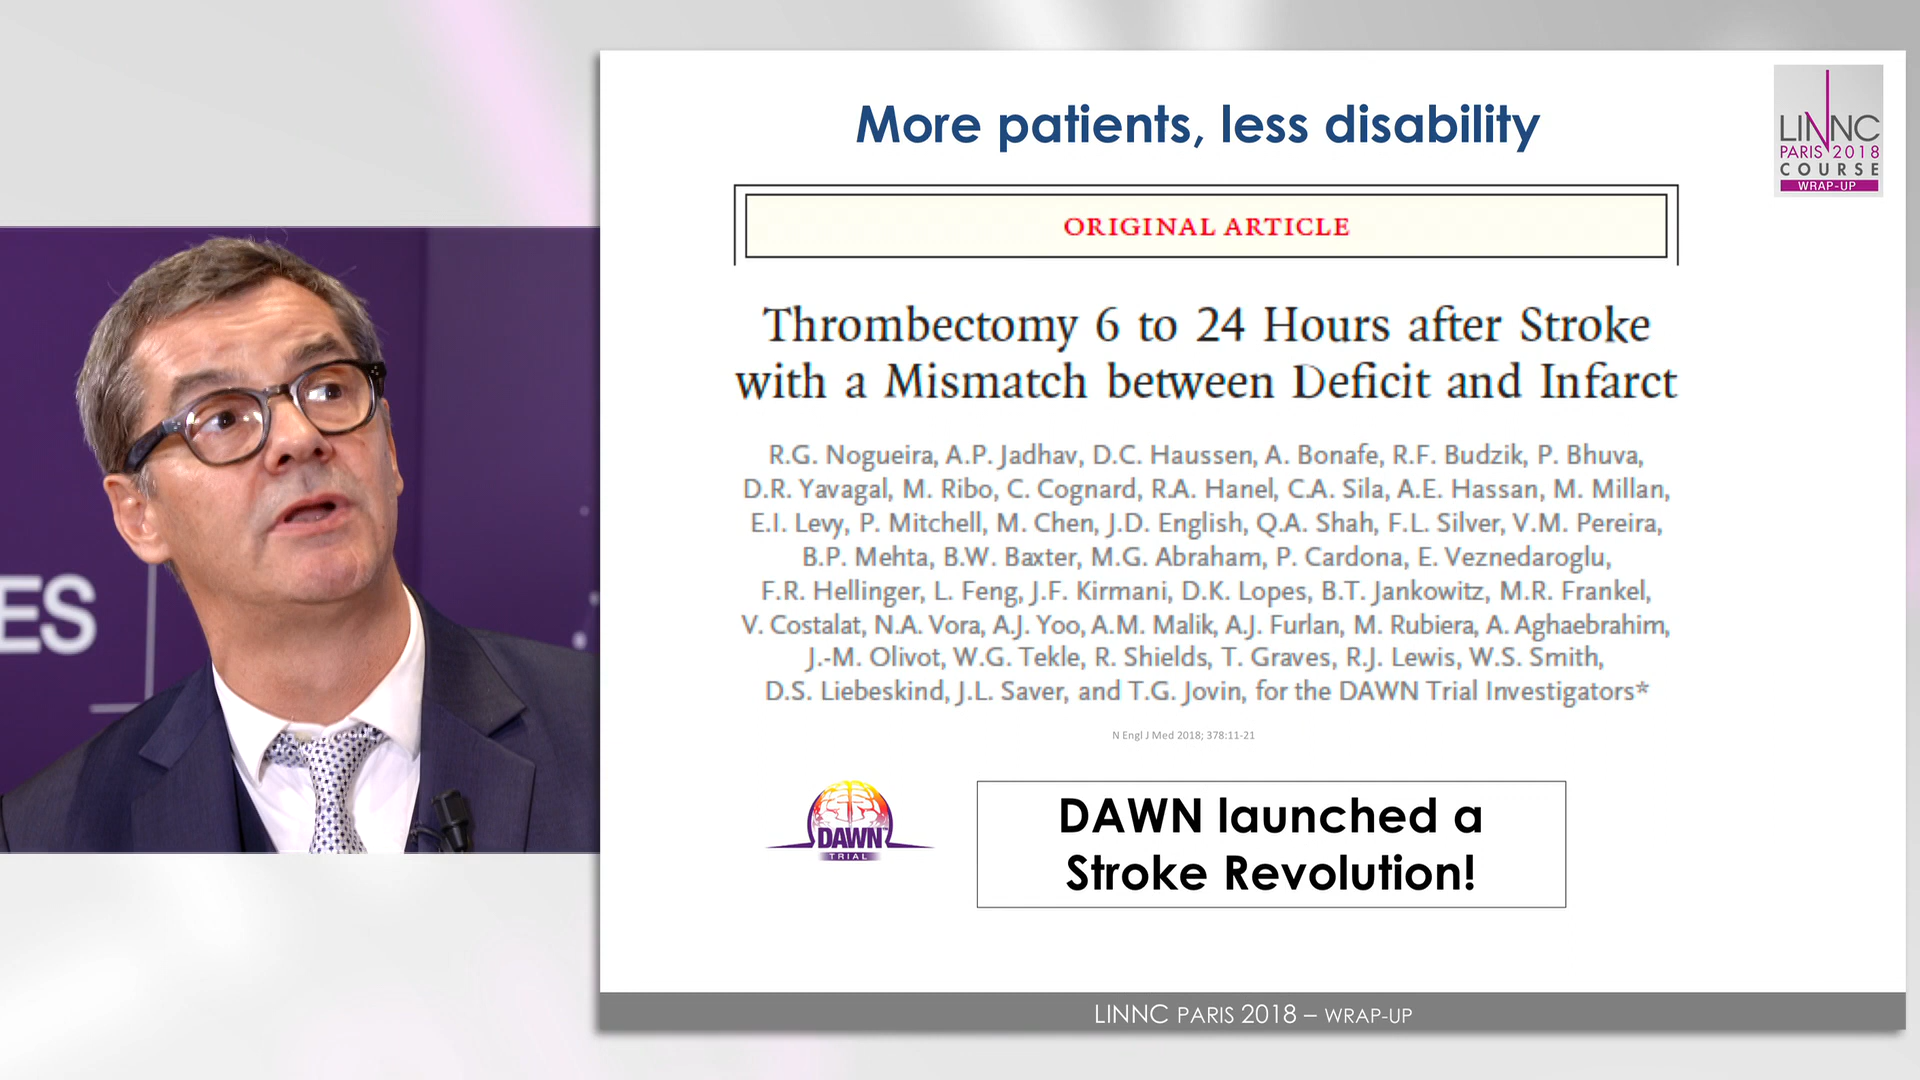 More patients, less disability
LINNC
PARIS 2018
COURSE
WRAP-UP
ORIGINAL ARTICLE
Thrombectomy 6 to 24 Hours after Stroke
with a Mismatch between Deficit and Infarct
R.G. Nogueira, A.P. Jadhav, D.C. Haussen, A. Bonafe, R.F. Budzik, P. Bhuva,
D.R. Yavagal, M. Ribo, C. Cognard, R.A. Hanel, C.A. Sila, A.E. Hassan, M. Millan,
E.I. Levy, P. Mitchell, M. Chen, J.D. English, Q.A. Shah, F.L. Silver, V.M. Pereira,
B.P. Mehta, B.W. Baxter, M.G. Abraham, P. Cardona, E. Veznedaroglu,
F.R. Hellinger, L. Feng, J.F. Kirmani, D.K. Lopes, B.T. Jankowitz, M.R. Frankel,
V. Costalat, N.A. Vora, A.J. Yoo, A.M. Malik, A.J. Furlan, M. Rubiera, A. Aghaebrahim,
J.-M. Olivot, W.G. Tekle, R. Shields, T. Graves, R.J. Lewis, W.S. Smith,
D.S. Liebeskind, J.L. Saver, and T.G. Jovin, for the DAWN Trial Investigators*
N Engl J Med 2018; 378:11-21
DAWN
TRIAL
DAWN launched a
Stroke Revolution!
LINNC PARIS 2018 – WRAP-UP
ES